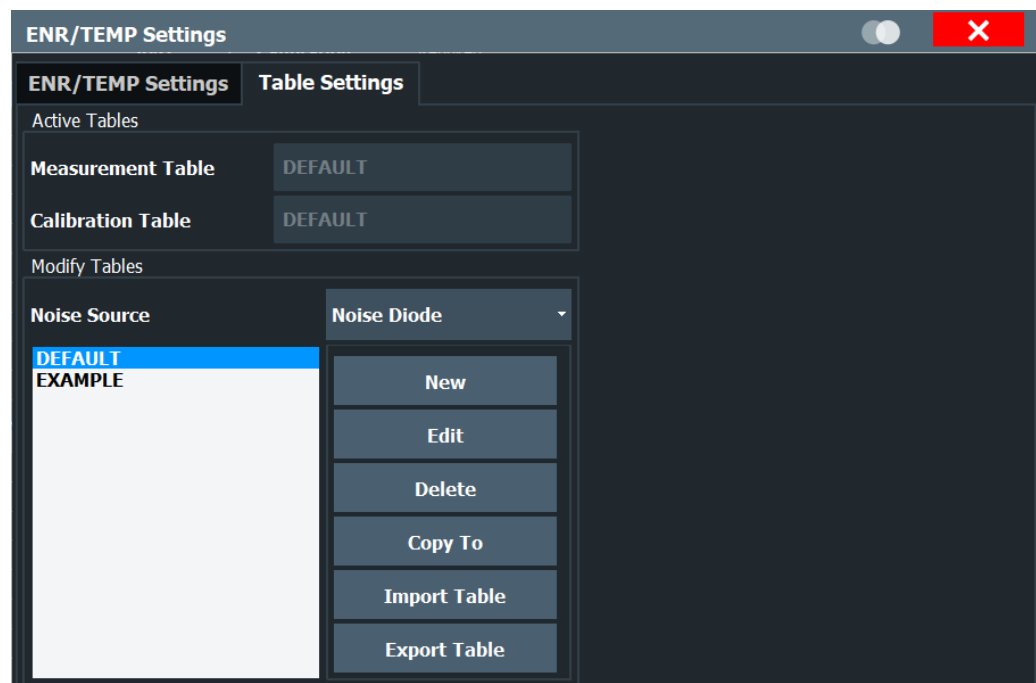 ENR/TEMP Settings
ENR/TEMP Settings Table Settings
Active Tables
Measurement Table DEFAULT
Calibration Table DEFAULT
Modify Tables
Noise Source Noise Diode
DEFAULT
EXAMPLE
New
Edit
Delete
Copy To
Import Table
Export Table